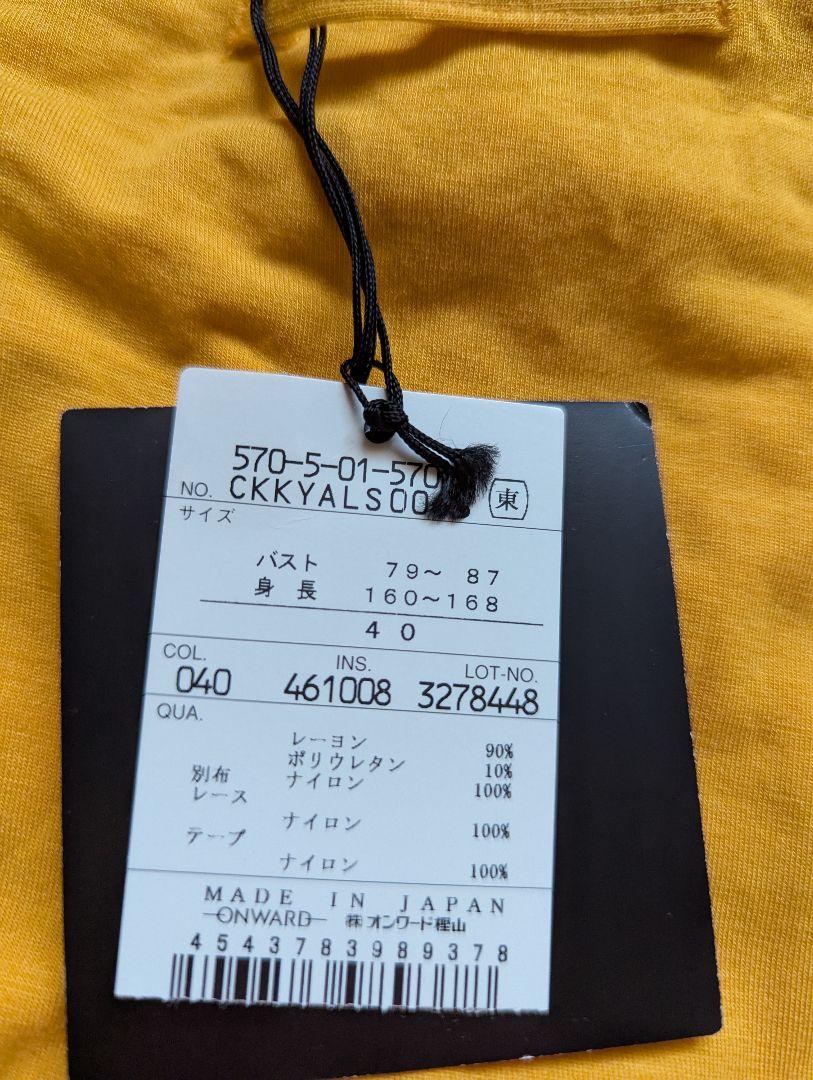 570-5-01-570
NO. CKKYALS00 東
サイズ
バスト 79〜 87
身 長 160〜168
40
COL. INS. LOT-NO.
040 461008 3278448
QUA.
レーヨン 90%
ポリウレタン 10%
別布 ナイロン 100%
レース
ナイロン 100%
テープ
ナイロン 100%
MADE IN JAPAN
ONWARD ㈱オンワード樫山
4543783989378